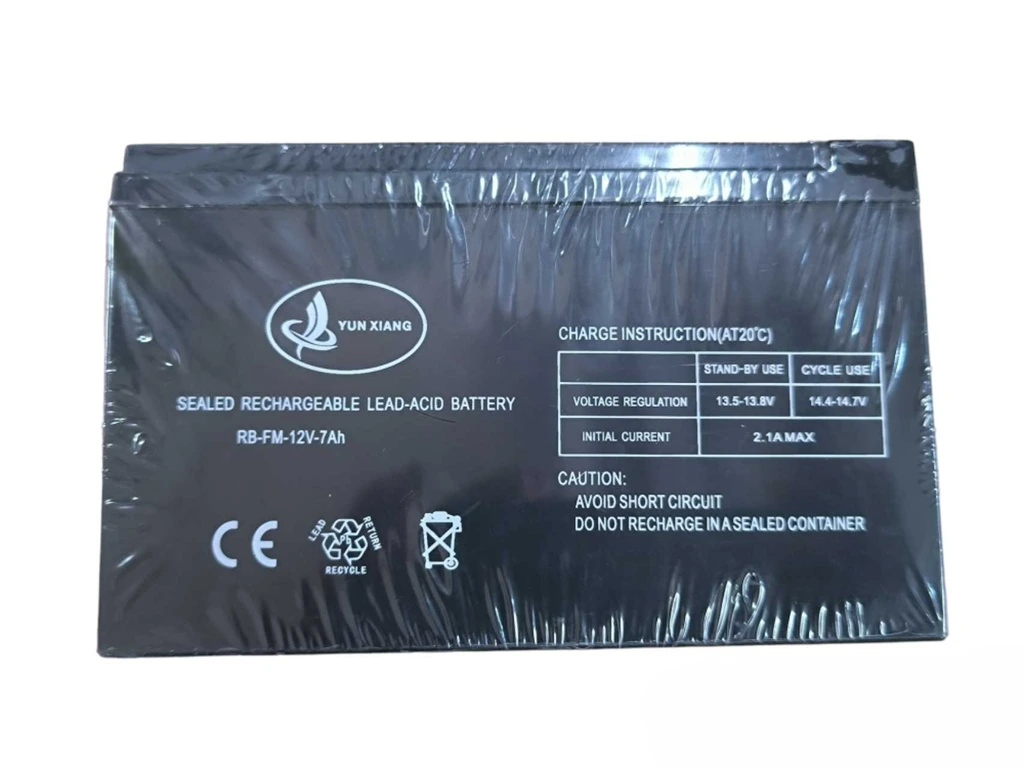 YUN XIANG
SEALED RECHARGEABLE LEAD-ACID BATTERY
RB-FM-12V-7Ah
CE
LEAD
RETURN
Pb
RECYCLE
CHARGE INSTRUCTION(AT20℃)
STAND-BY USE CYCLE USE
VOLTAGE REGULATION 13.5-13.8V 14.4-14.7V
INITIAL CURRENT 2.1A MAX
CAUTION:
AVOID SHORT CIRCUIT
DO NOT RECHARGE IN A SEALED CONTAINER